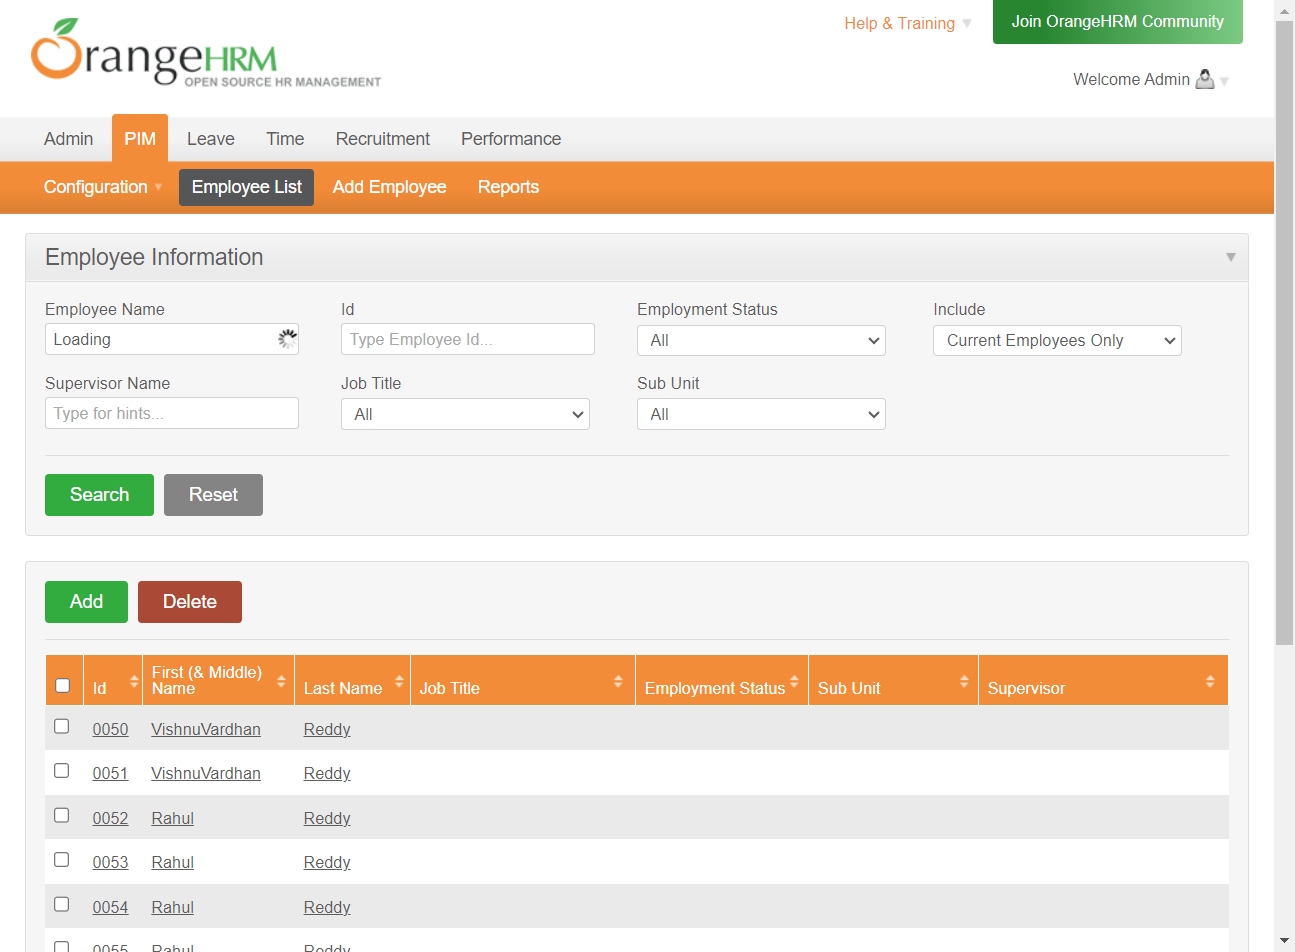 OrangeHRM
OPEN SOURCE HR MANAGEMENT
Help & Training
Join OrangeHRM Community
Welcome Admin
Admin PIM Leave Time Recruitment Performance
Configuration Employee List Add Employee Reports
Employee Information
Employee Name Id Employment Status Include
Loading Type Employee Id... All Current Employees Only
Supervisor Name Job Title Sub Unit
Type for hints... All All
Search Reset
Add Delete
Id First (& Middle) Name Last Name Job Title Employment Status Sub Unit Supervisor
0050 VishnuVardhan Reddy
0051 VishnuVardhan Reddy
0052 Rahul Reddy
0053 Rahul Reddy
0054 Rahul Reddy
0055 Rahul Reddy